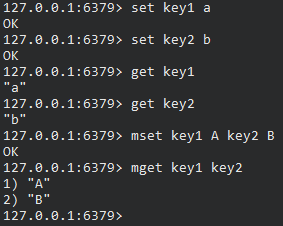 127.0.0.1:6379> set key1 a
OK
127.0.0.1:6379> set key2 b
OK
127.0.0.1:6379> get key1
"a"
127.0.0.1:6379> get key2
"b"
127.0.0.1:6379> mset key1 A key2 B
OK
127.0.0.1:6379> mget key1 key2
1) "A"
2) "B"
127.0.0.1:6379>